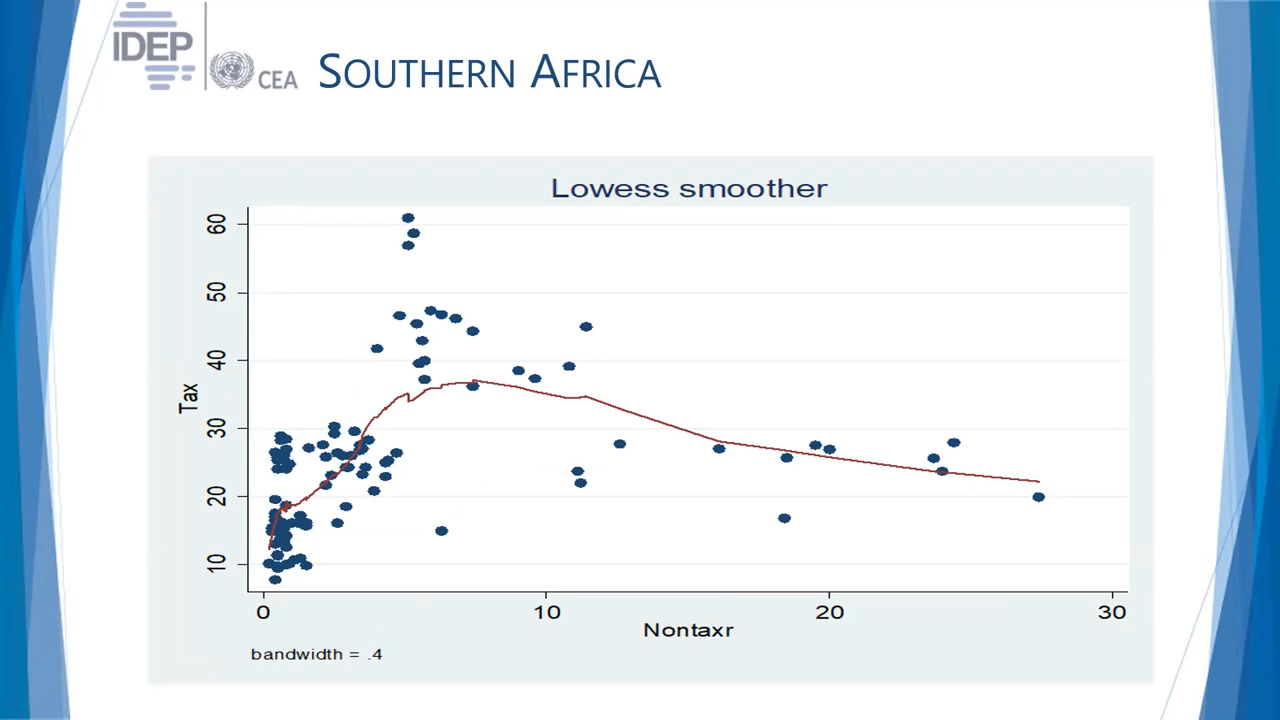 IDEP
CEA
SOUTHERN AFRICA
Lowess smoother
60
50
40
30
20
10
Tax
0 10 20 30
Nontaxr
bandwidth = .4